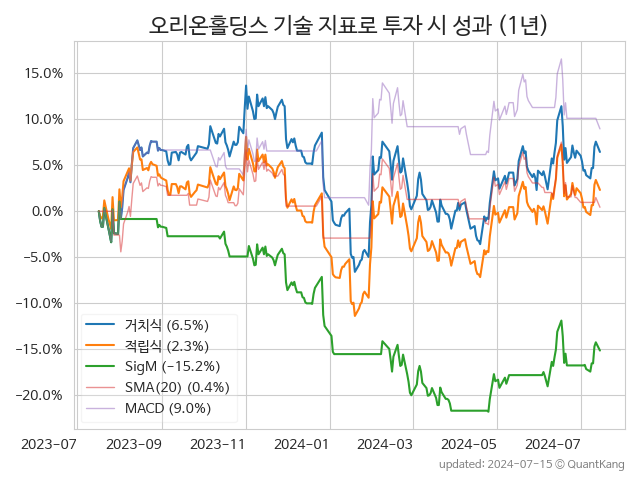 오리온홀딩스 기술 지표로 투자 시 성과 (1년)
15.0%
10.0%
5.0%
0.0%
−5.0%
−10.0%
−15.0%
−20.0%
거치식 (6.5%)
적립식 (2.3%)
SigM (−15.2%)
SMA(20) (0.4%)
MACD (9.0%)
2023−07 2023−09 2023−11 2024−01 2024−03 2024−05 2024−07
updated: 2024−07−15 ⓒ QuantKang